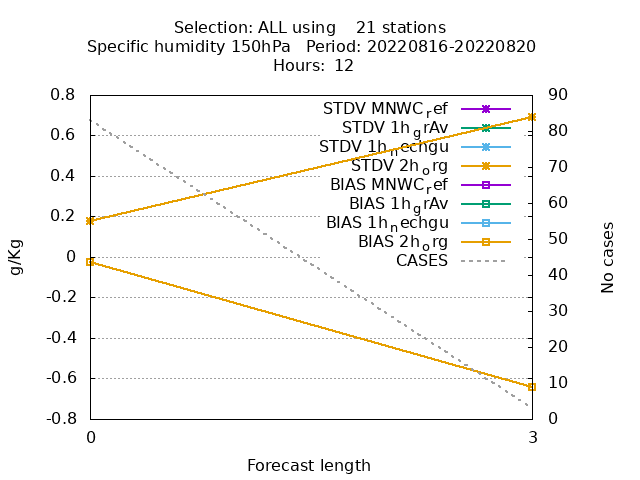 Selection: ALL using    21 stations
Specific humidity 150hPa   Period: 20220816-20220820
Hours: 12
STDV MNWC_ref
STDV 1h_grAv
STDV 1h_nechgu
STDV 2h_org
BIAS MNWC_ref
BIAS 1h_grAv
BIAS 1h_nechgu
BIAS 2h_org
CASES
0.8
0.6
0.4
0.2
0
-0.2
-0.4
-0.6
-0.8
g/Kg
90
80
70
60
50
40
30
20
10
0
No cases
0 3
Forecast length